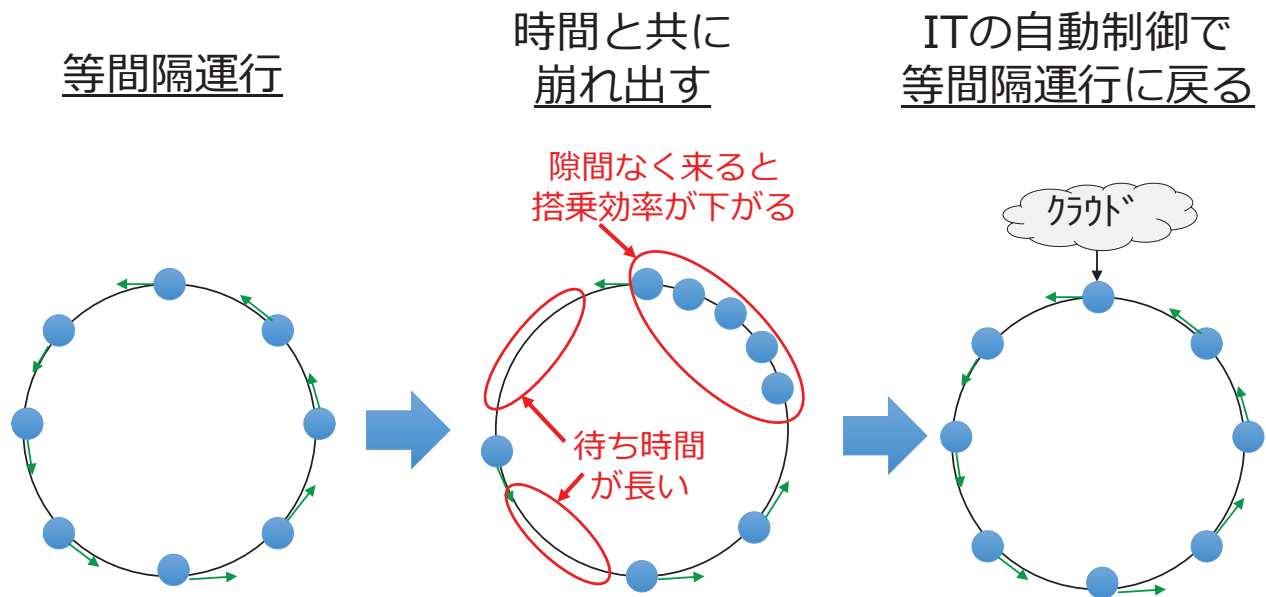 等間隔運行
時間と共に
崩れ出す
ITの自動制御で
等間隔運行に戻る
隙間なく来ると
搭乗効率が下がる
待ち時間
が長い
ｸﾗｳﾄﾞ